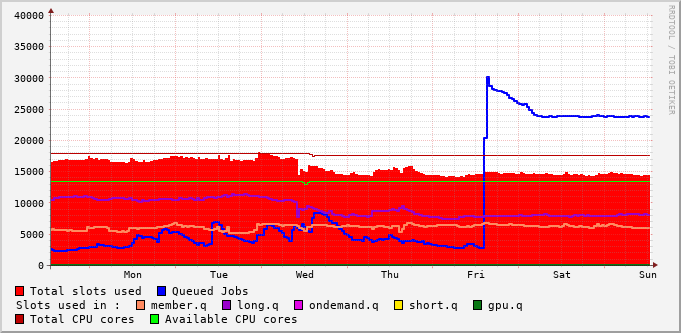 RRDTOOL / TOBI OETIKER
40000
35000
30000
25000
20000
15000
10000
5000
0
Mon Tue Wed Thu Fri Sat Sun
Total slots used Queued Jobs
Slots used in : member.q long.q ondemand.q short.q gpu.q
Total CPU cores Available CPU cores